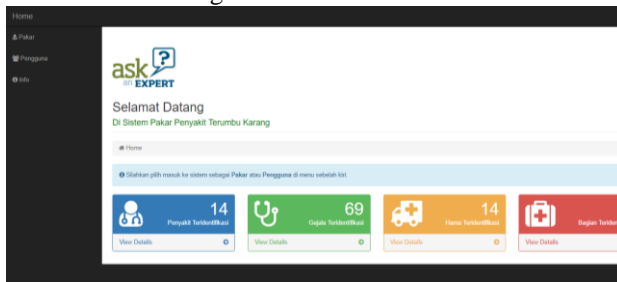 Home
Pakar
Pengguna
Info
ask
an EXPERT
Selamat Datang
Di Sistem Pakar Penyakit Terumbu Karang
Home
Silahkan pilih masuk ke sistem sebagai Pakar atau Pengguna di menu sebelah kiri.
14
Penyakit Teridentifikasi
View Details
69
Gejala Teridentifikasi
View Details
14
Hama Teridentifikasi
View Details
Bagian
View Details